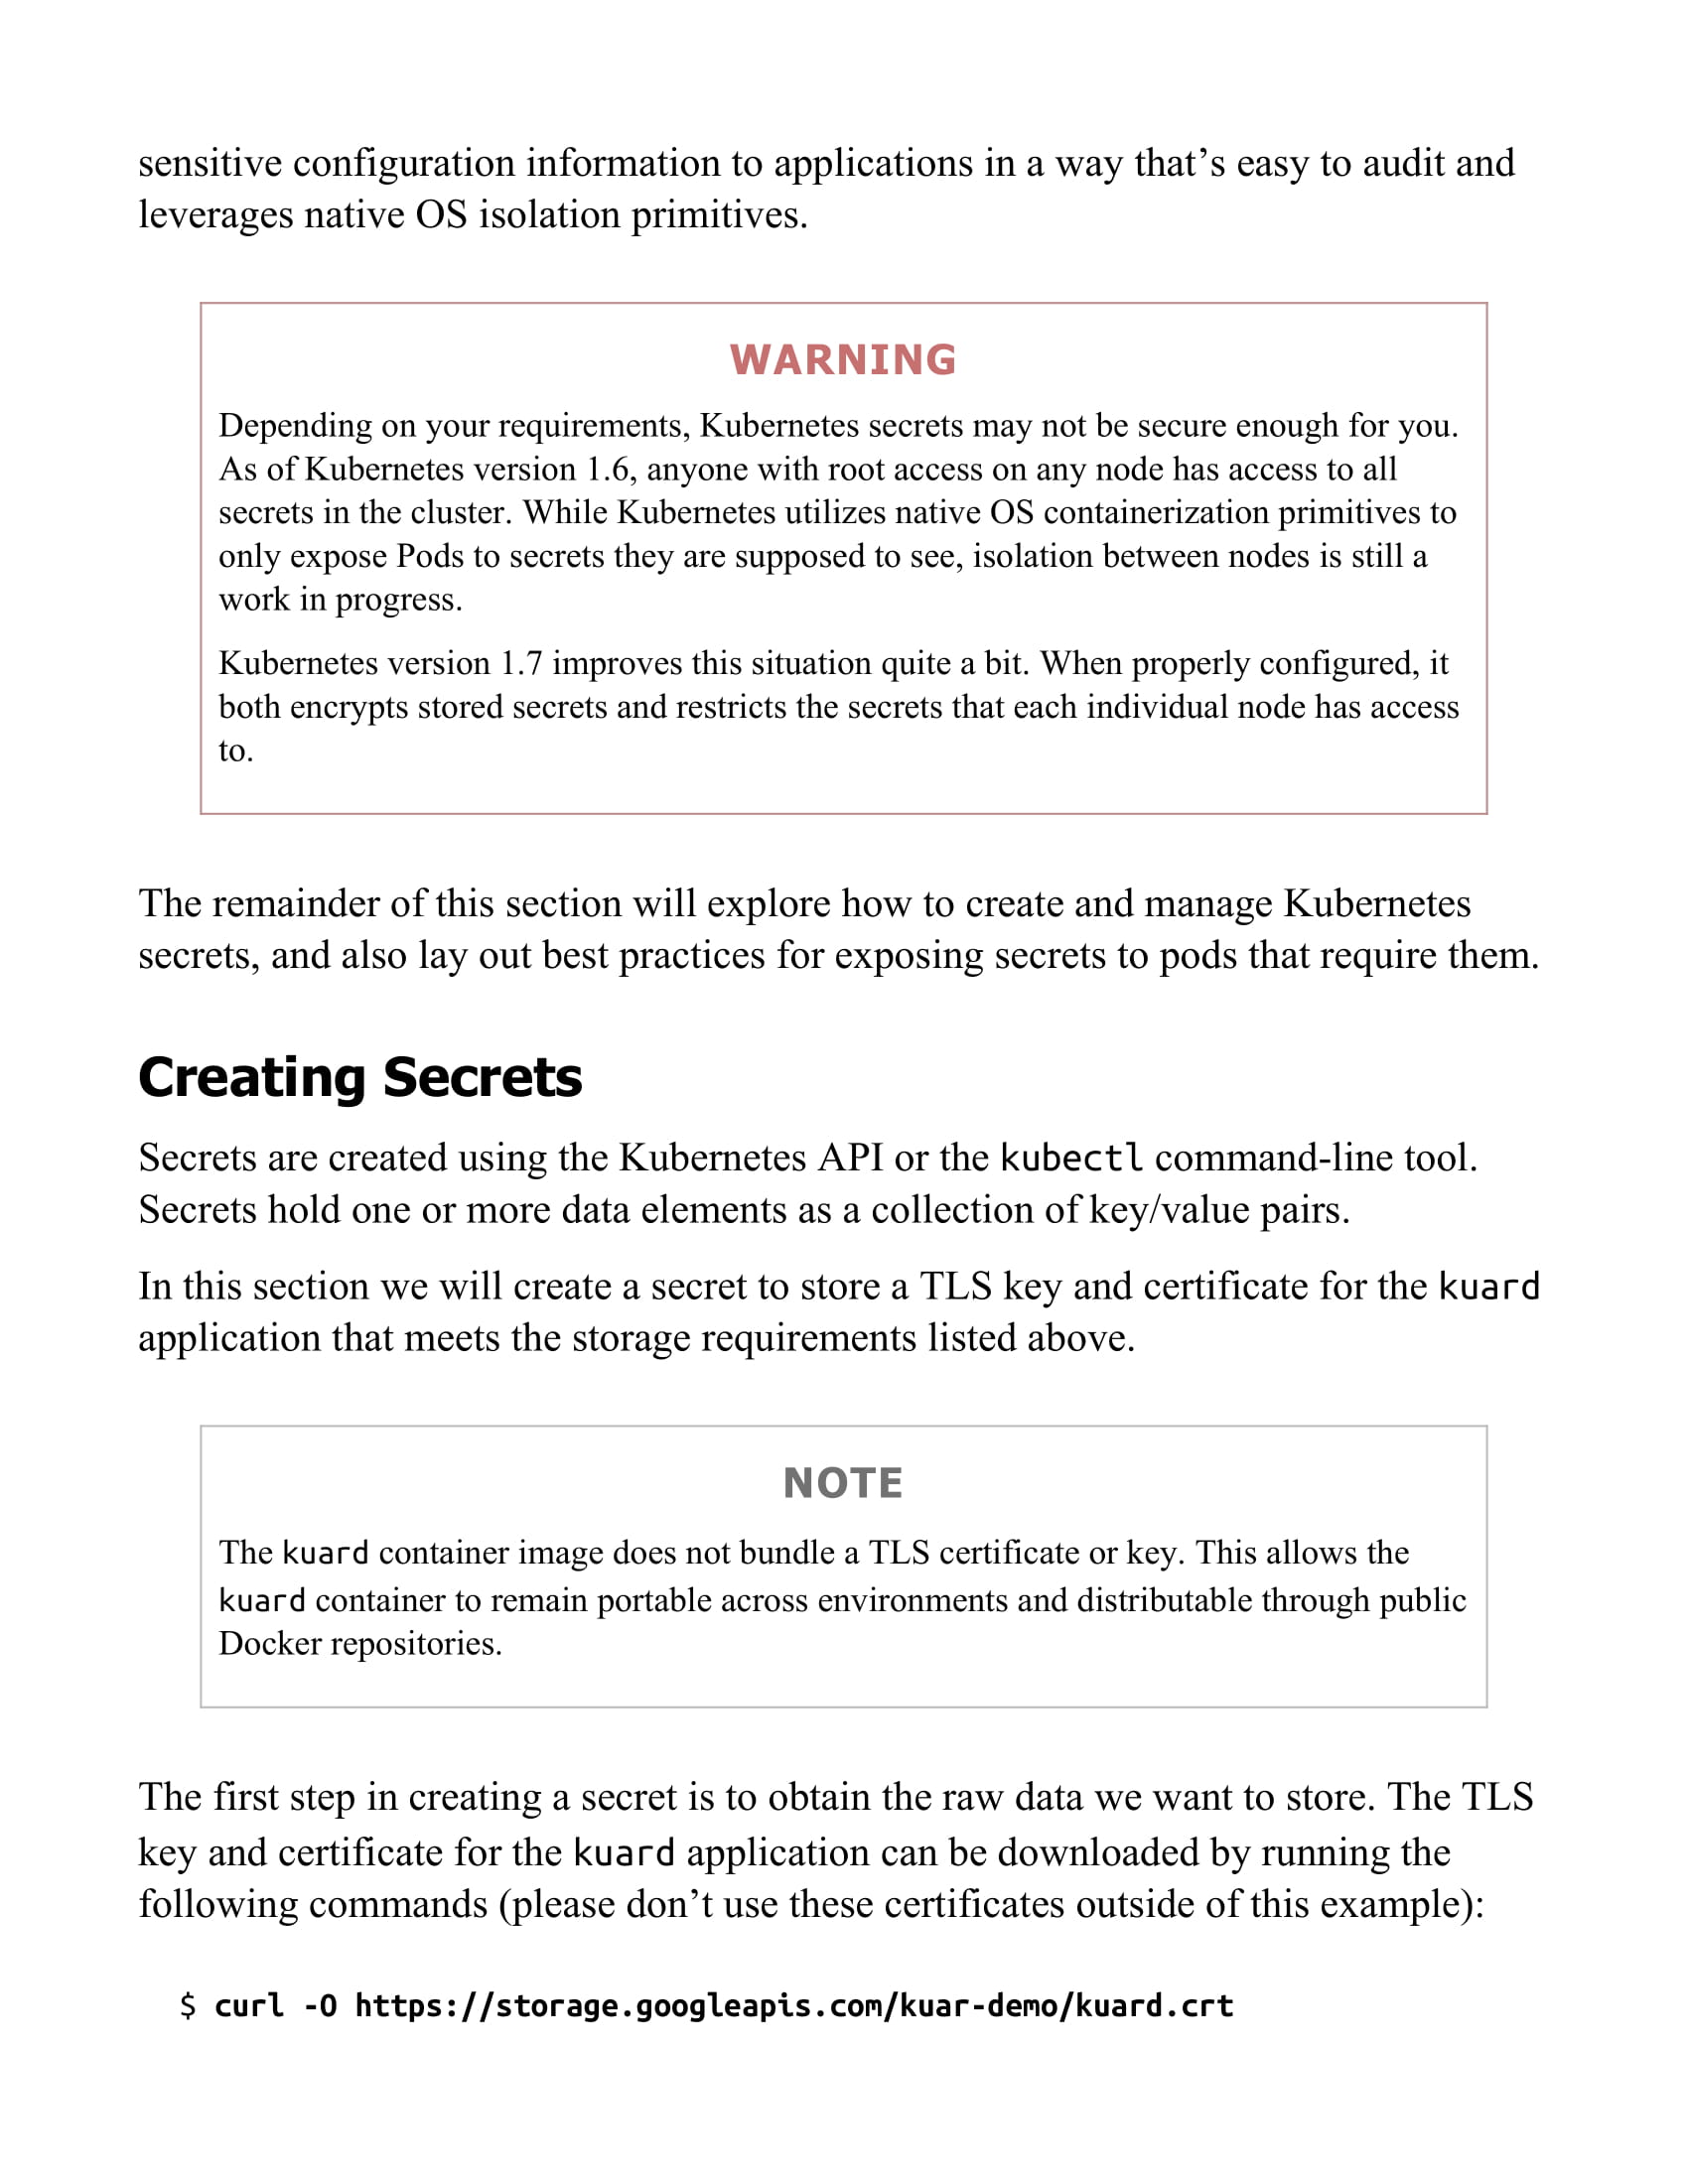 sensitive configuration information to applications in a way that’s easy to audit and
leverages native OS isolation primitives.
WARNING
Depending on your requirements, Kubernetes secrets may not be secure enough for you.
As of Kubernetes version 1.6, anyone with root access on any node has access to all
secrets in the cluster. While Kubernetes utilizes native OS containerization primitives to
only expose Pods to secrets they are supposed to see, isolation between nodes is still a
work in progress.
Kubernetes version 1.7 improves this situation quite a bit. When properly configured, it
both encrypts stored secrets and restricts the secrets that each individual node has access
to.
The remainder of this section will explore how to create and manage Kubernetes
secrets, and also lay out best practices for exposing secrets to pods that require them.
Creating Secrets
Secrets are created using the Kubernetes API or the kubectl command-line tool.
Secrets hold one or more data elements as a collection of key/value pairs.
In this section we will create a secret to store a TLS key and certificate for the kuard
application that meets the storage requirements listed above.
NOTE
The kuard container image does not bundle a TLS certificate or key. This allows the
kuard container to remain portable across environments and distributable through public
Docker repositories.
The first step in creating a secret is to obtain the raw data we want to store. The TLS
key and certificate for the kuard application can be downloaded by running the
following commands (please don’t use these certificates outside of this example):
$ curl -O https://storage.googleapis.com/kuar-demo/kuard.crt